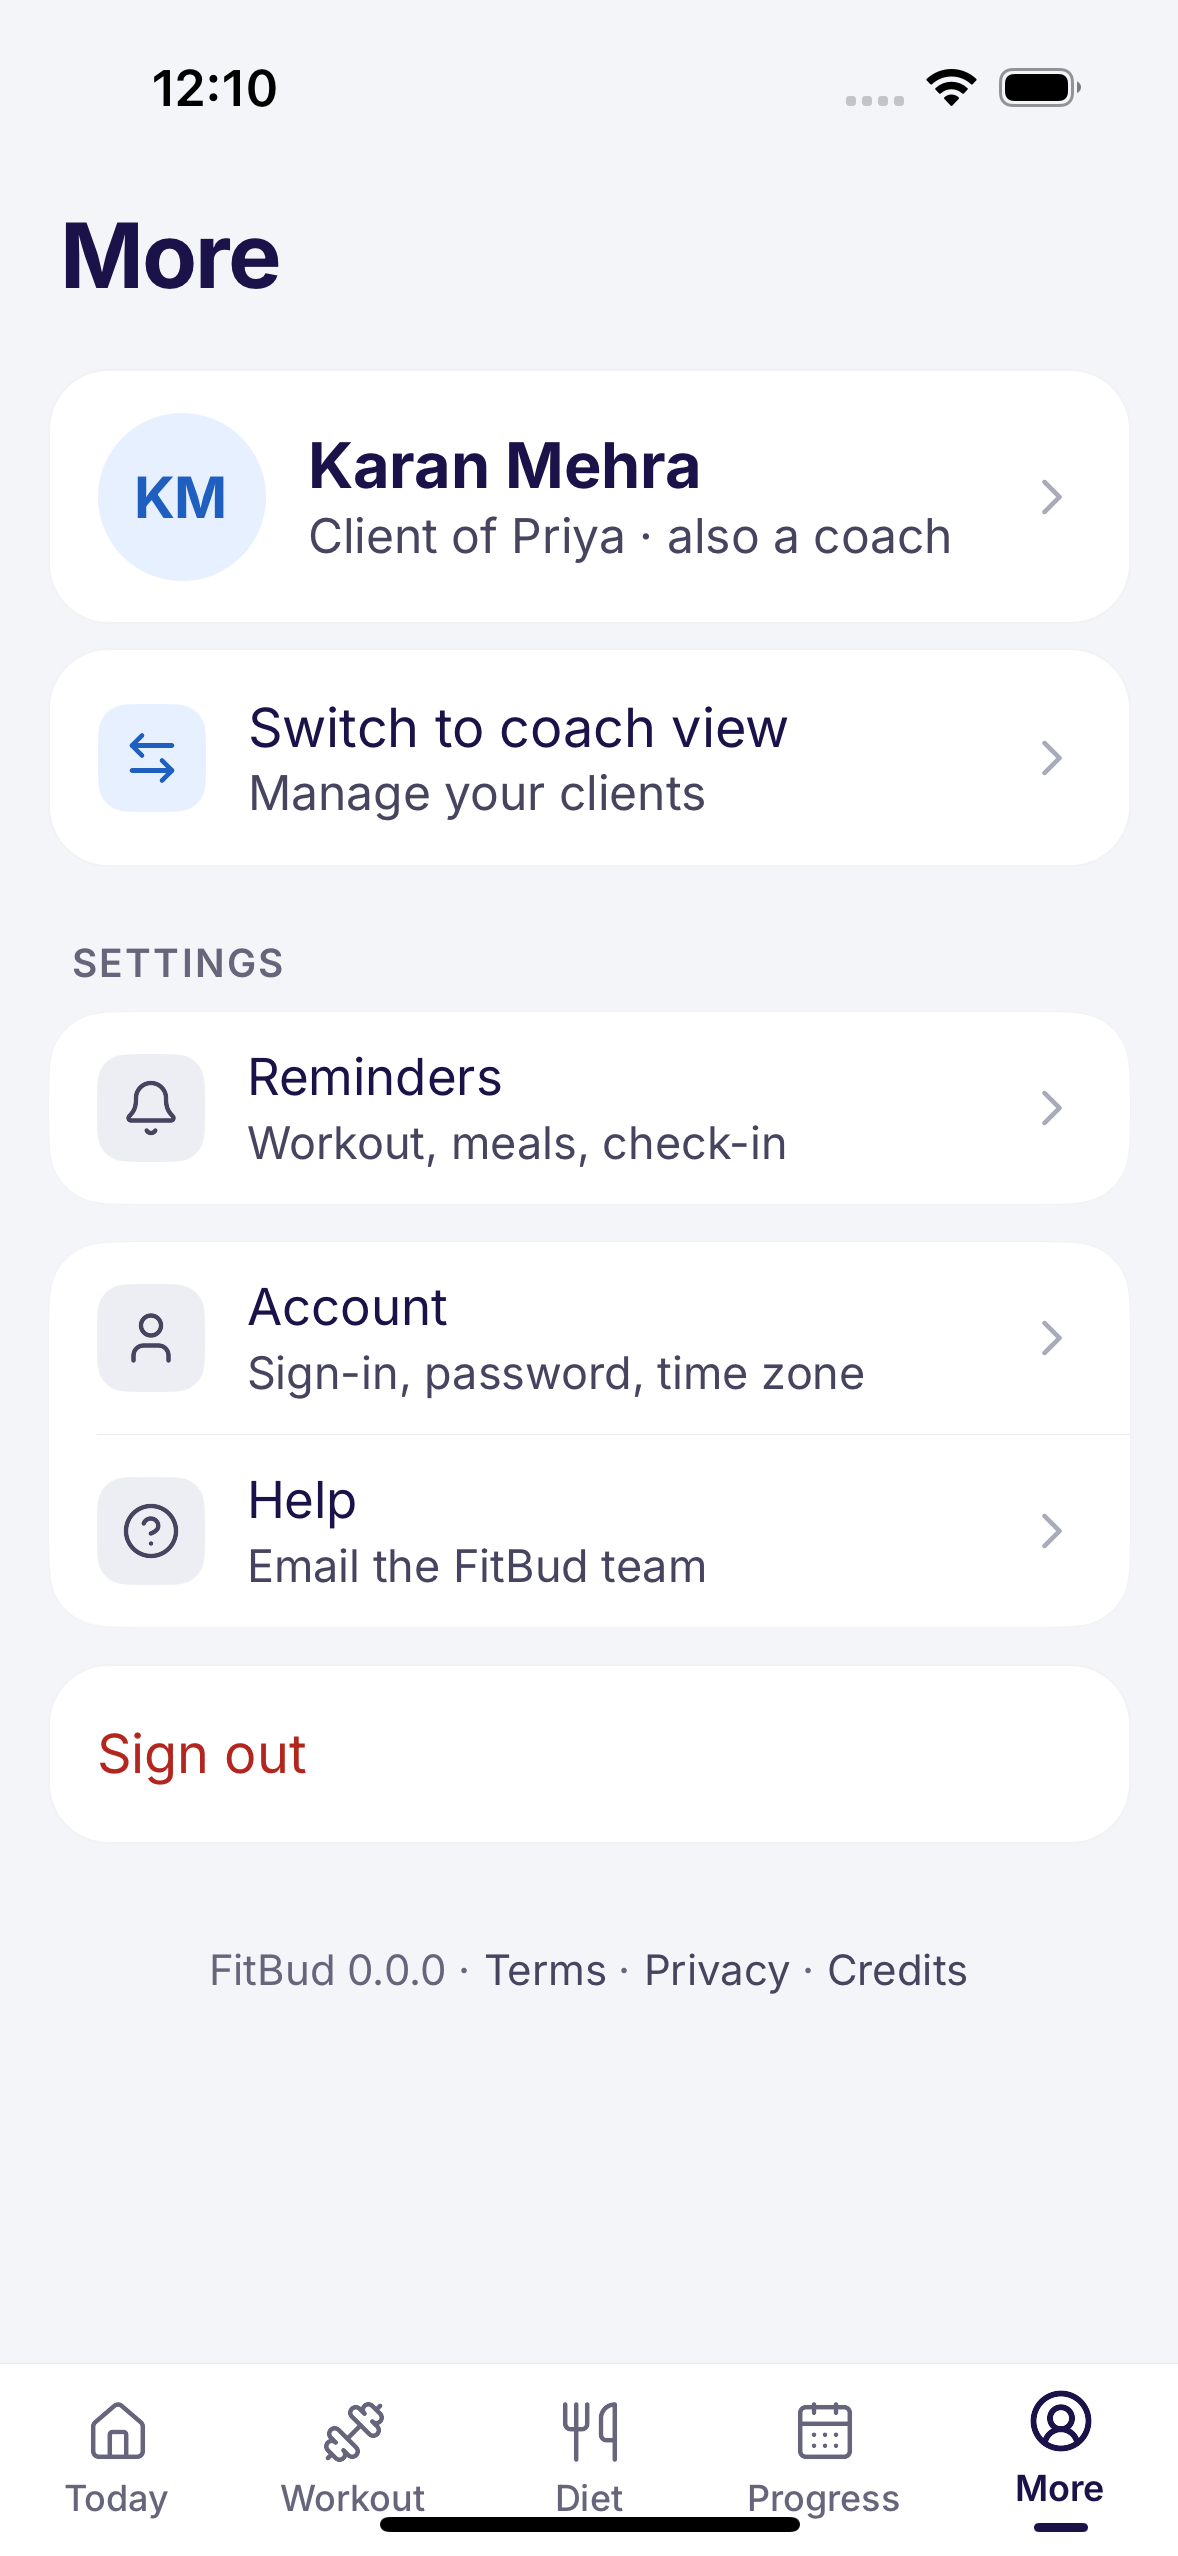 12:10
More
KM
Karan Mehra
Client of Priya · also a coach
Switch to coach view
Manage your clients
SETTINGS
Reminders
Workout, meals, check-in
Account
Sign-in, password, time zone
Help
Email the FitBud team
Sign out
FitBud 0.0.0 · Terms · Privacy · Credits
Today Workout Diet Progress More